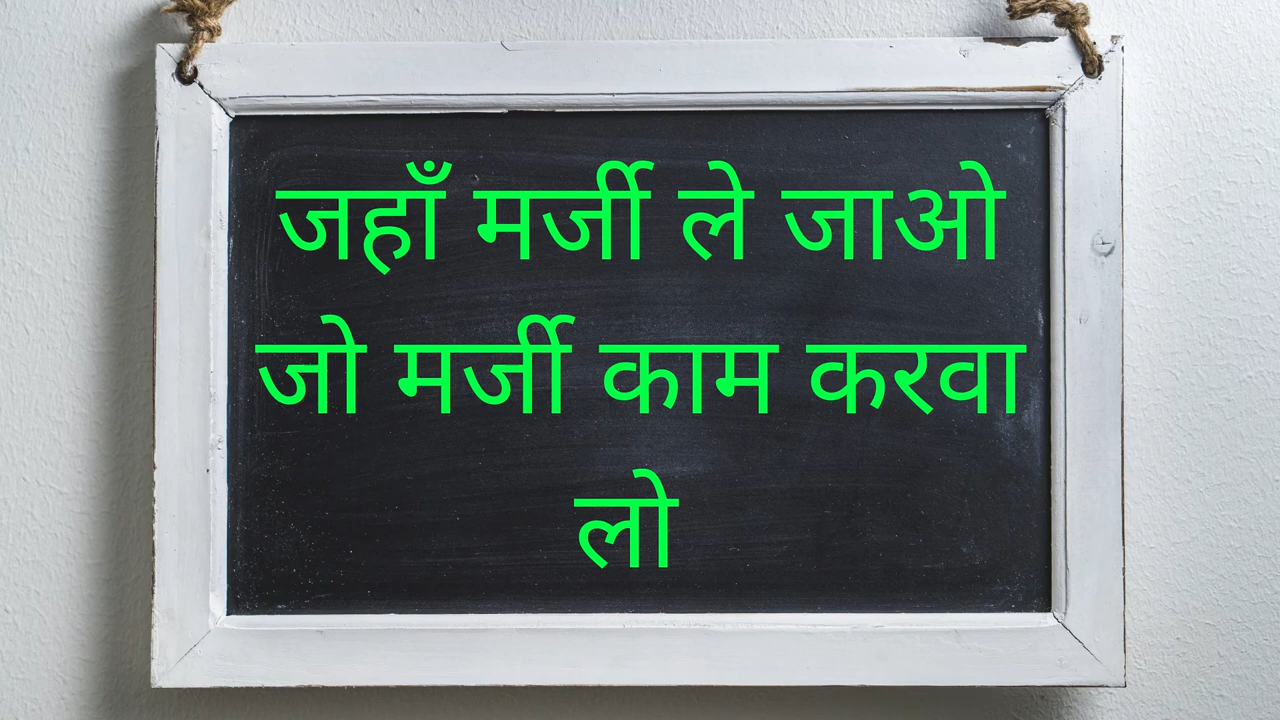 जहाँ मर्जी ले जाओ
जो मर्जी काम करवा
लो